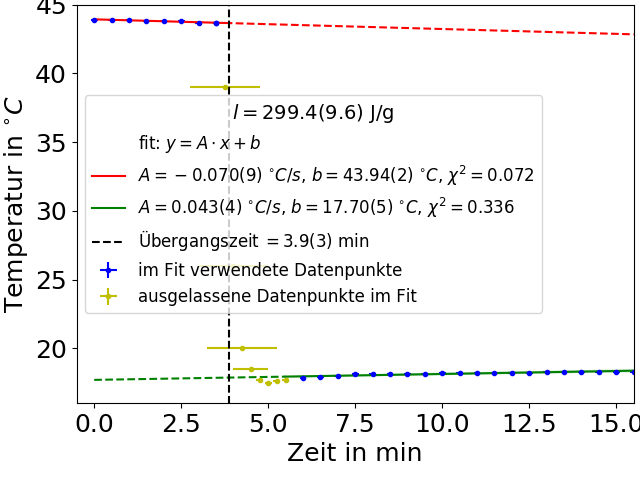 45
40
35
30
25
20
Temperatur in °C
l = 299.4(9.6) J/g
fit: y = A · x + b
A = −0.070(9) °C/s, b = 43.94(2) °C, χ² = 0.072
A = 0.043(4) °C/s, b = 17.70(5) °C, χ² = 0.336
Übergangszeit = 3.9(3) min
im Fit verwendete Datenpunkte
ausgelassene Datenpunkte im Fit
0.0 2.5 5.0 7.5 10.0 12.5 15.0
Zeit in min